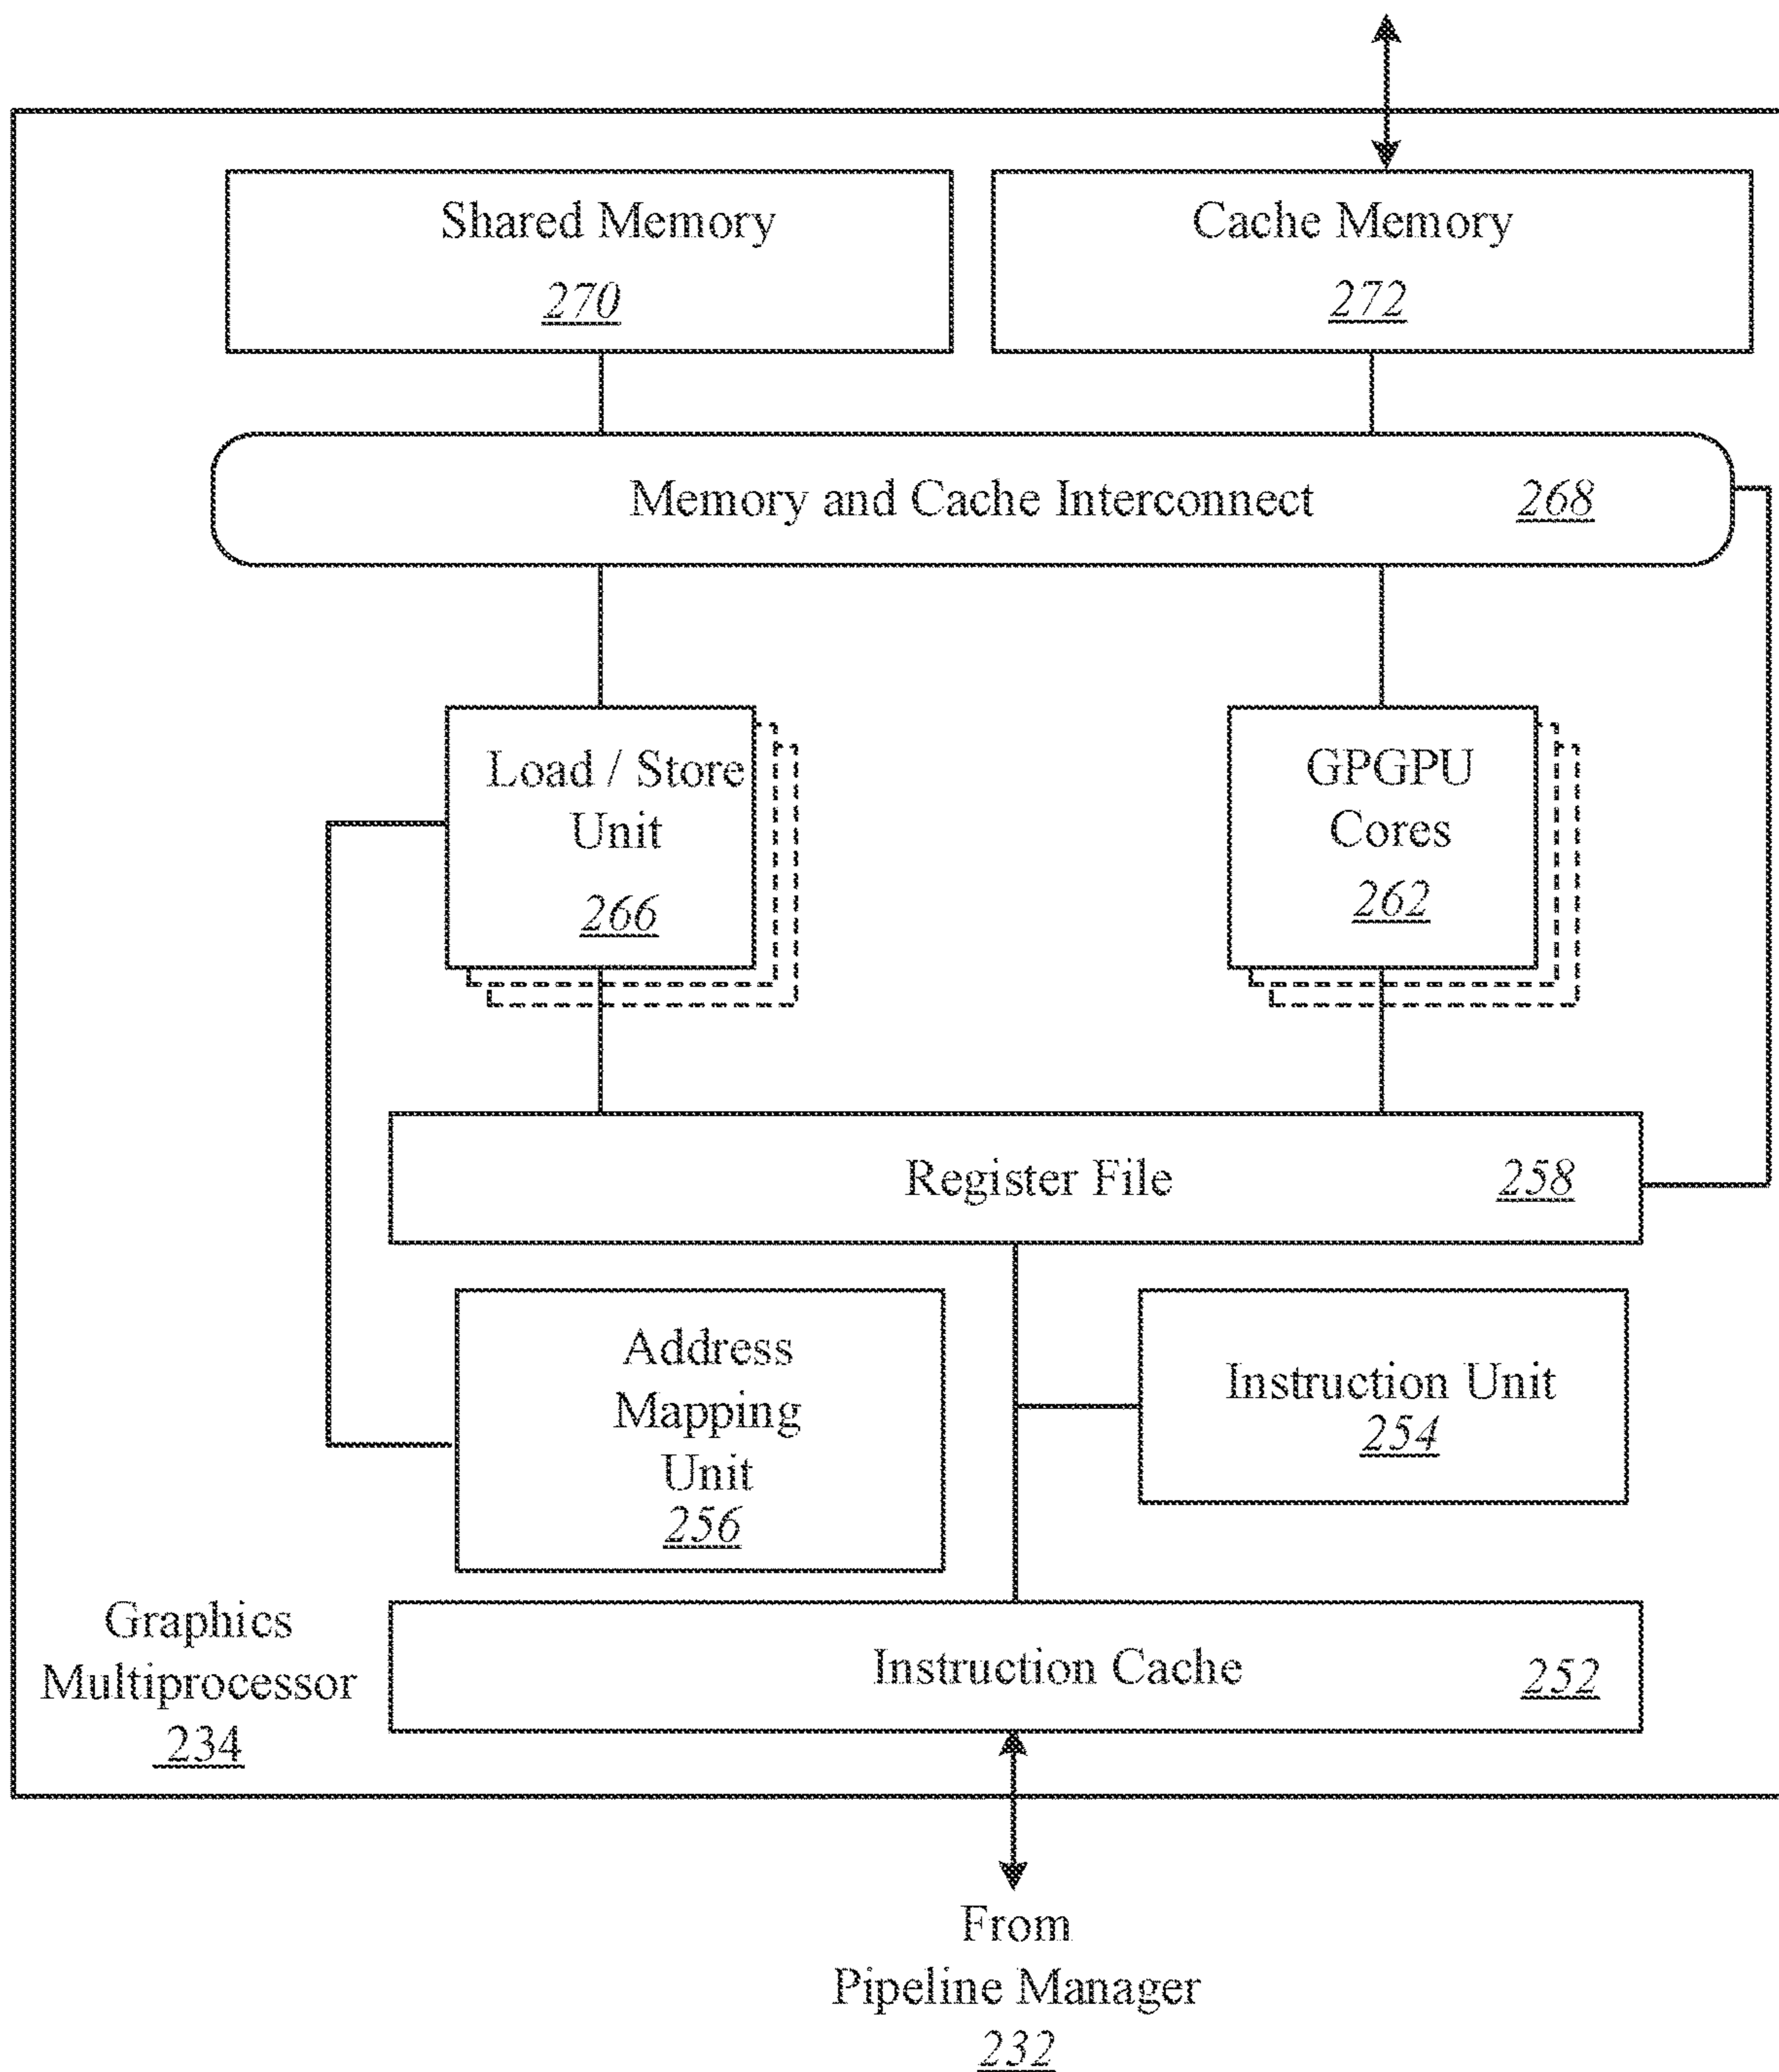 Shared Memory
270
Cache Memory
272
Memory and Cache Interconnect 268
Load / Store
Unit
266
GPGPU
Cores
262
Register File 258
Address
Mapping
Unit
256
Instruction Unit
254
Graphics
Multiprocessor
234
Instruction Cache 252
From
Pipeline Manager
232